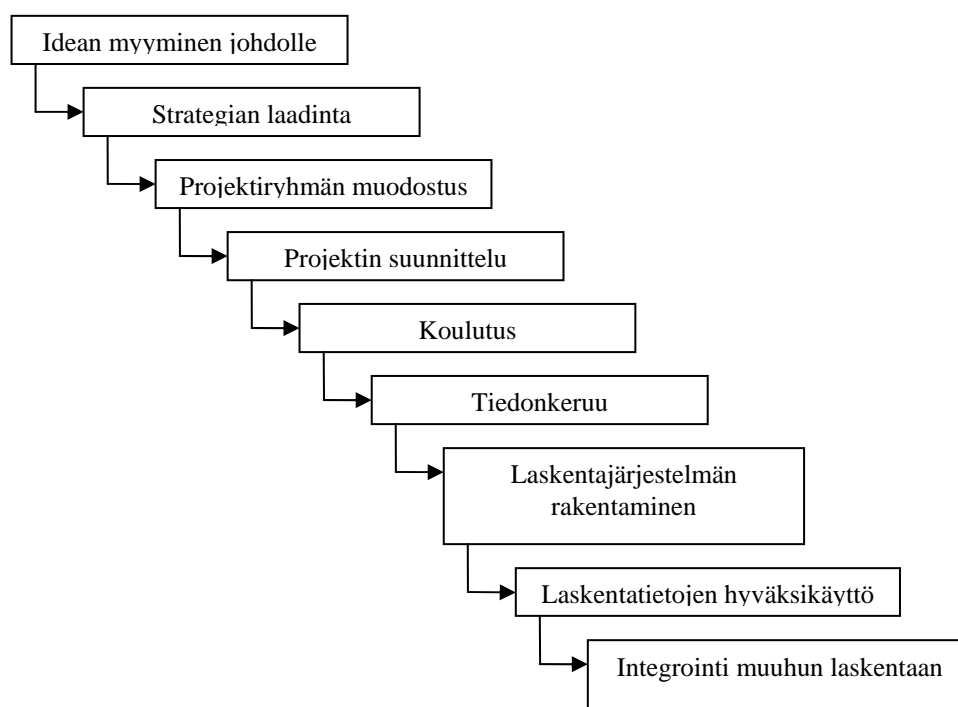 Idean myyminen johdolle
Strategian laadinta
Projektiryhmän muodostus
Projektin suunnittelu
Koulutus
Tiedonkeruu
Laskentajärjestelmän
rakentaminen
Laskentatietojen hyväksikäyttö
Integrointi muuhun laskentaan